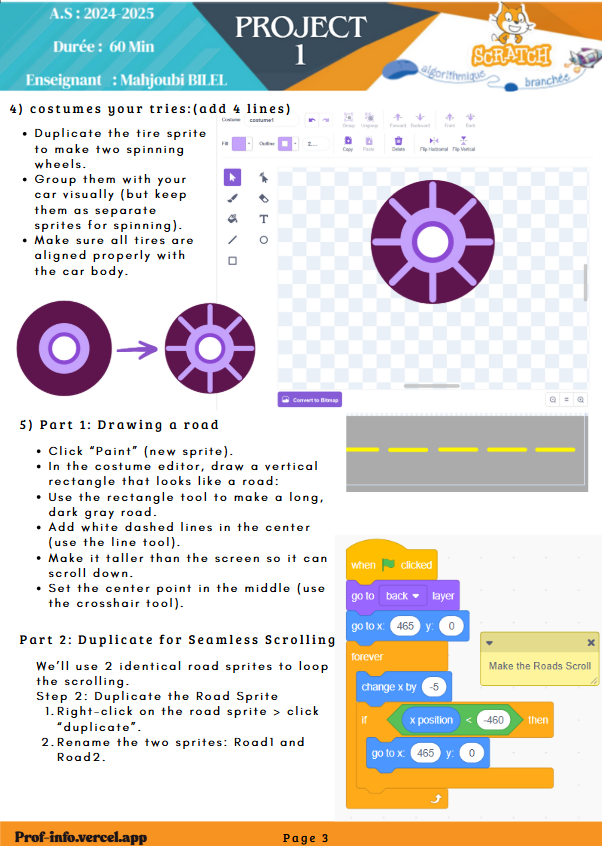 A.S : 2024-2025
Durée : 60 Min
Enseignant : Mahjoubi BILEL
PROJECT
1
SCRATCH
algorithmique
branchée
4) costumes your tries:(add 4 lines)
Duplicate the tire sprite
to make two spinning
wheels.
Group them with your
car visually (but keep
them as separate
sprites for spinning).
Make sure all tires are
aligned properly with
the car body.
Costume costume1
Group Ungroup Forward Backward Front Back
Fill Outline 2...
Copy Paste Delete Flip Horizontal Flip Vertical
T
Convert to Bitmap
5) Part 1: Drawing a road
Click “Paint” (new sprite).
In the costume editor, draw a vertical
rectangle that looks like a road:
Use the rectangle tool to make a long,
dark gray road.
Add white dashed lines in the center
(use the line tool).
Make it taller than the screen so it can
scroll down.
Set the center point in the middle (use
the crosshair tool).
Part 2: Duplicate for Seamless Scrolling
We’ll use 2 identical road sprites to loop
the scrolling.
Step 2: Duplicate the Road Sprite
1. Right-click on the road sprite > click
“duplicate”.
2. Rename the two sprites: Road1 and
Road2.
when clicked
go to back layer
go to x: 465 y: 0
forever
change x by -5
if x position < -460 then
go to x: 465 y: 0
Make the Roads Scroll
Prof-info.vercel.app
Page 3